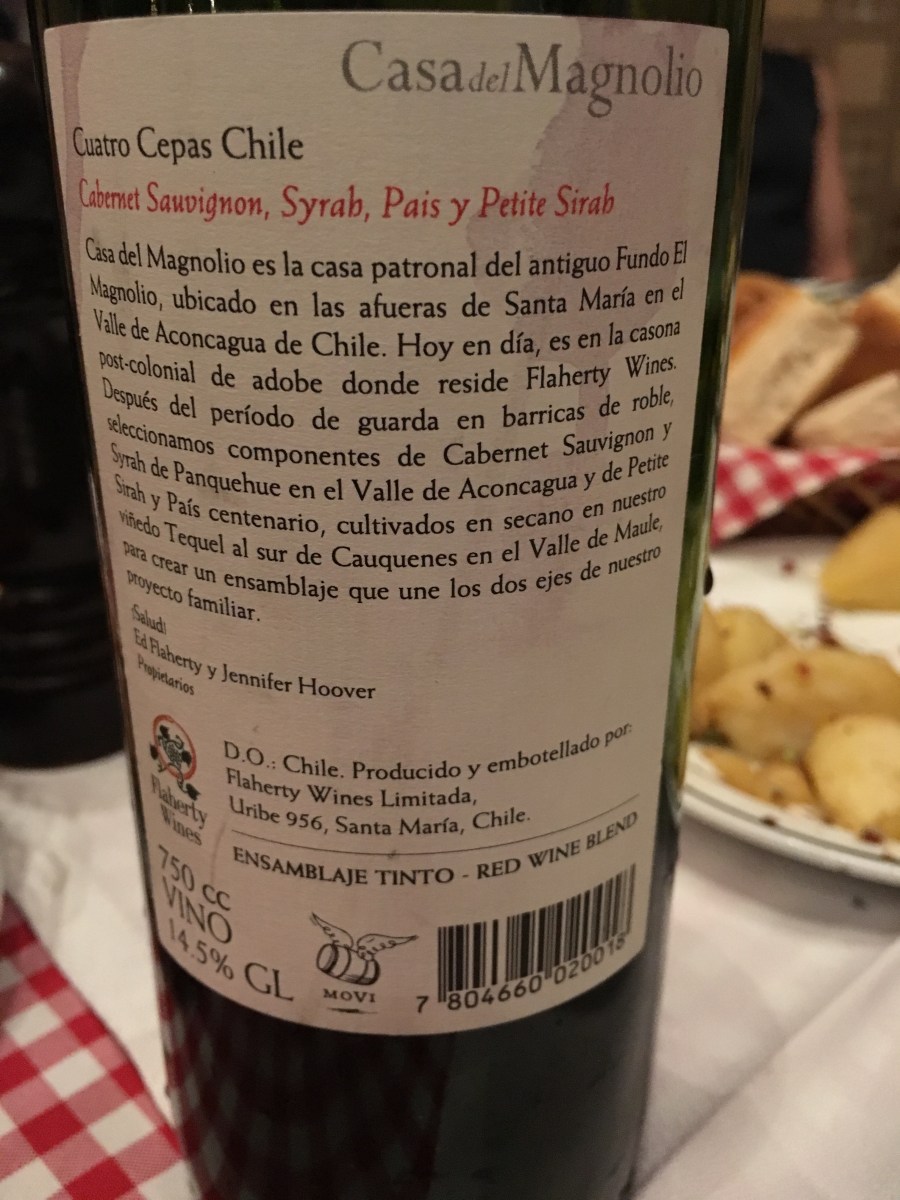 Casa del Magnolio
Cuatro Cepas Chile
Cabernet Sauvignon, Syrah, Pais y Petite Sirah
Casa del Magnolio es la casa patronal del antiguo Fundo El
Magnolio, ubicado en las afueras de Santa María en el
Valle de Aconcagua de Chile. Hoy en día, es en la casona
post-colonial de adobe donde reside Flaherty Wines.
Después del período de guarda en barricas de roble,
seleccionamos componentes de Cabernet Sauvignon y
Syrah de Panquehue en el Valle de Aconcagua y de Petite
Sirah y País centenario, cultivados en secano en nuestro
viñedo Tequel al sur de Cauquenes en el Valle de Maule,
para crear un ensamblaje que une los dos ejes de nuestro
proyecto familiar.
¡Salud!
Ed Flaherty y Jennifer Hoover
Propietarios
D.O.: Chile. Producido y embotellado por:
Flaherty Wines Limitada,
Uribe 956, Santa María, Chile.
Flaherty
Wines
ENSAMBLAJE TINTO - RED WINE BLEND
750 cc
VINO
14.5% GL
MOVI
7 804660 020018